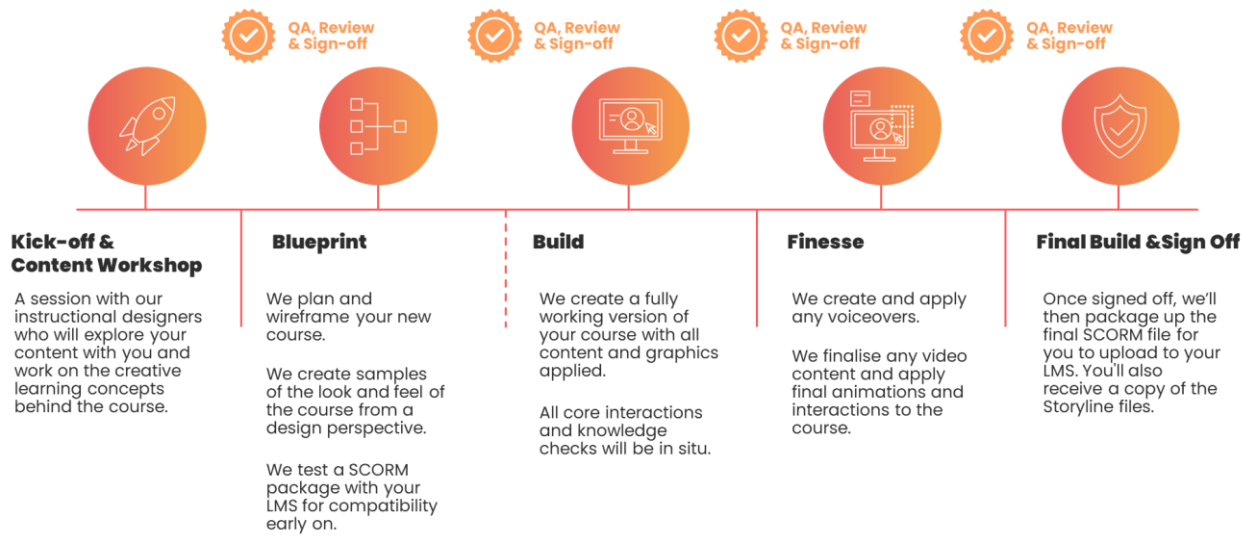 QA, Review
& Sign-off
QA, Review
& Sign-off
QA, Review
& Sign-off
QA, Review
& Sign-off
Kick-off &
Content Workshop
A session with our
instructional designers
who will explore your
content with you and
work on the creative
learning concepts
behind the course.
Blueprint
We plan and
wireframe your new
course.
We create samples
of the look and feel of
the course from a
design perspective.
We test a SCORM
package with your
LMS for compatibility
early on.
Build
We create a fully
working version of
your course with all
content and graphics
applied.
All core interactions
and knowledge
checks will be in situ.
Finesse
We create and apply
any voiceovers.
We finalise any video
content and apply
final animations and
interactions to the
course.
Final Build &Sign Off
Once signed off, we’ll
then package up the
final SCORM file for
you to upload to your
LMS. You'll also
receive a copy of the
Storyline files.